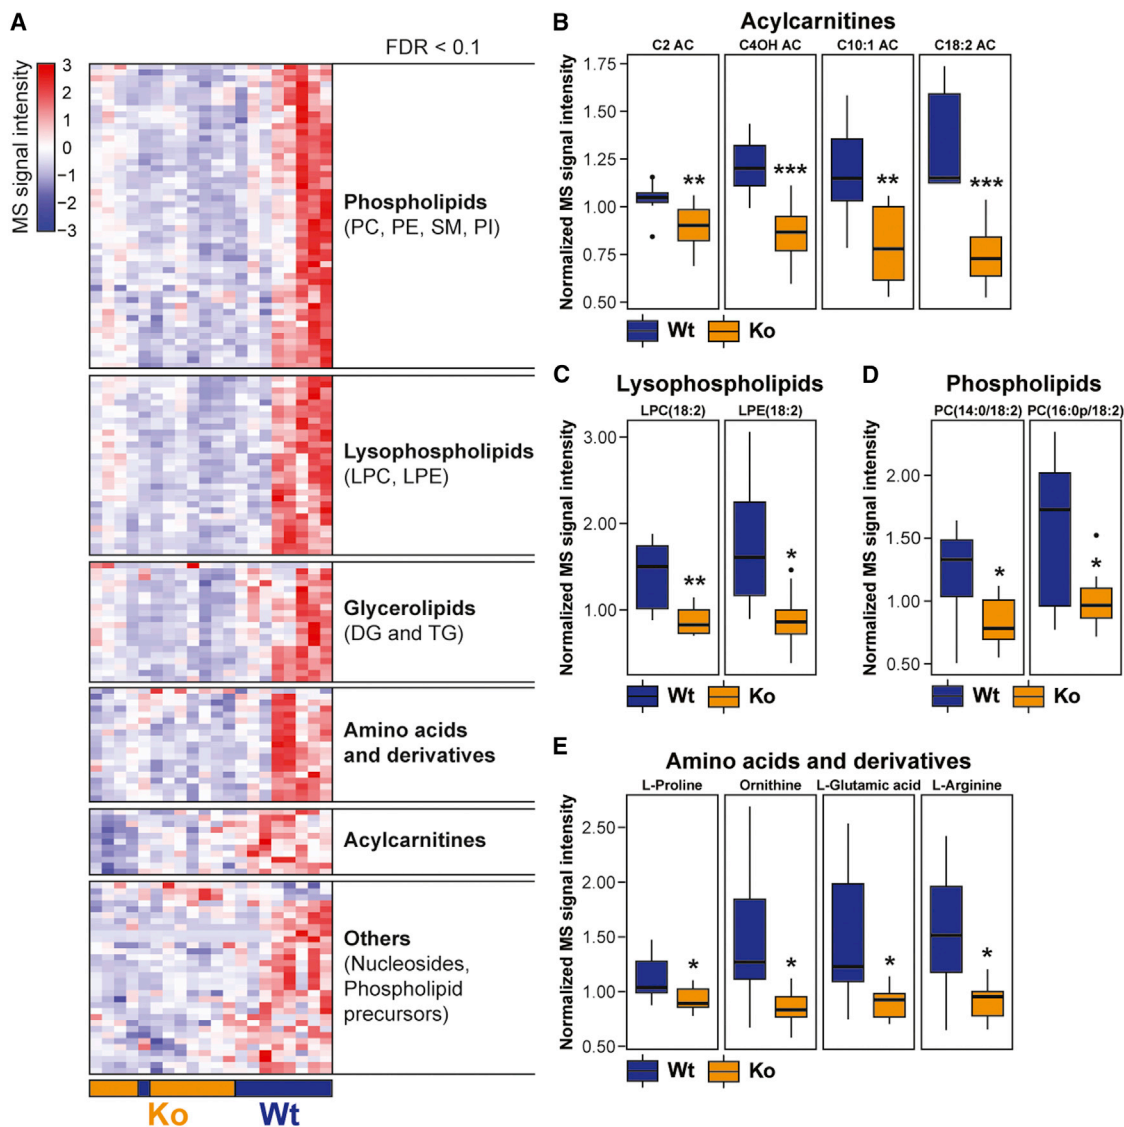 A
FDR < 0.1
MS signal intensity
3
2
1
0
−1
−2
−3
Phospholipids
(PC, PE, SM, PI)
Lysophospholipids
(LPC, LPE)
Glycerolipids
(DG and TG)
Amino acids
and derivatives
Acylcarnitines
Others
(Nucleosides,
Phospholipid
precursors)
Ko Wt
B
Acylcarnitines
C2 AC C4OH AC C10:1 AC C18:2 AC
Normalized MS signal intensity
1.75
1.50
1.25
1.00
0.75
0.50
** *** ** ***
Wt Ko
C
Lysophospholipids
LPC(18:2) LPE(18:2)
Normalized MS signal intensity
3.00
2.00
1.00
** *
Wt Ko
D
Phospholipids
PC(14:0/18:2) PC(16:0p/18:2)
Normalized MS signal intensity
2.00
1.50
1.00
0.50
* *
Wt Ko
E
Amino acids and derivatives
L-Proline Ornithine L-Glutamic acid L-Arginine
Normalized MS signal intensity
2.50
2.00
1.50
1.00
0.50
* * * *
Wt Ko